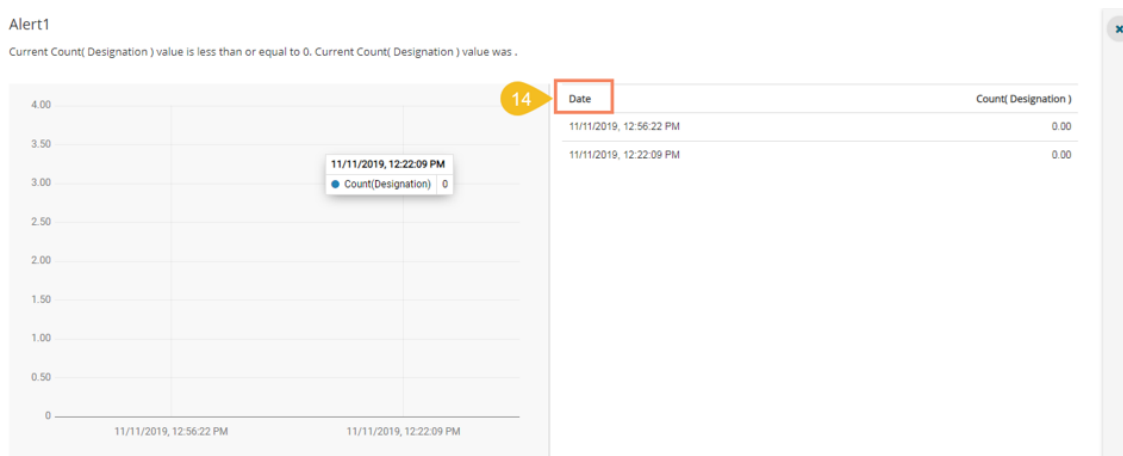 Alert1
Current Count( Designation ) value is less than or equal to 0. Current Count( Designation ) value was .
4.00
3.50
3.00
2.50
2.00
1.50
1.00
0.50
0
11/11/2019, 12:22:09 PM
Count(Designation) 0
11/11/2019, 12:56:22 PM 11/11/2019, 12:22:09 PM
14
Date Count( Designation )
11/11/2019, 12:56:22 PM 0.00
11/11/2019, 12:22:09 PM 0.00